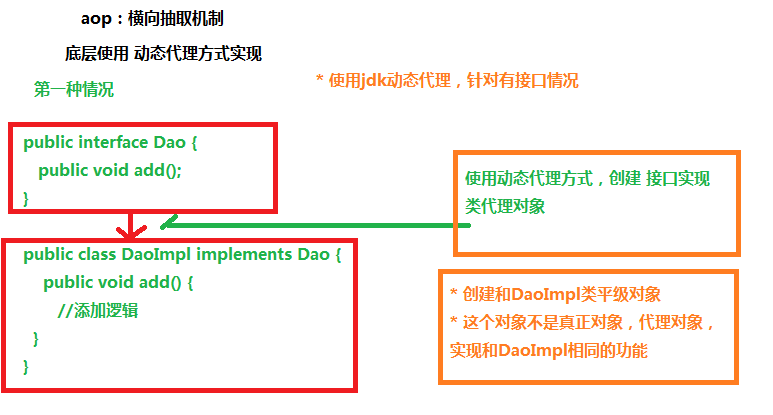 aop：横向抽取机制
底层使用 动态代理方式实现
第一种情况
* 使用jdk动态代理，针对有接口情况
public interface Dao {
public void add();
}
使用动态代理方式，创建 接口实现
类代理对象
public class DaoImpl implements Dao {
public void add() {
//添加逻辑
}
}
* 创建和DaoImpl类平级对象
* 这个对象不是真正对象，代理对象，
实现和DaoImpl相同的功能